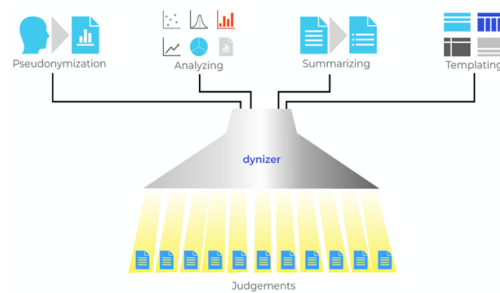 Pseudonymization
Analyzing
Summarizing
Templating
dynizer
Judgements